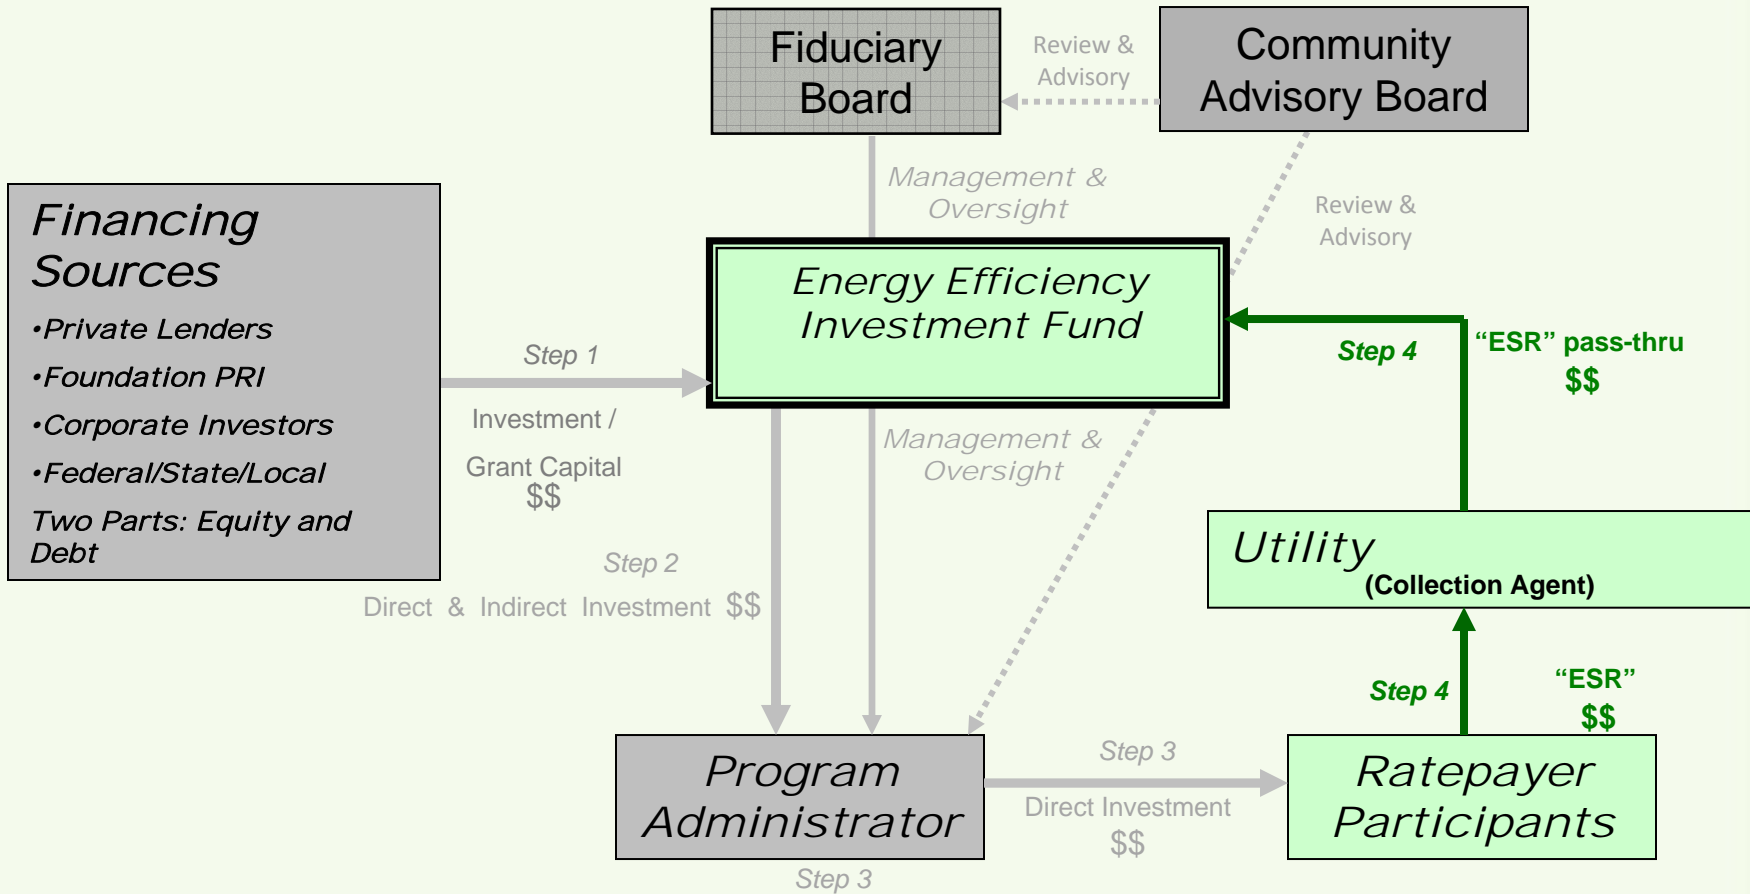 Fiduciary
Board
Review &
Advisory
Community
Advisory Board
Management &
Oversight
Review &
Advisory
Financing
Sources
•Private Lenders
•Foundation PRI
•Corporate Investors
•Federal/State/Local
Two Parts: Equity and
Debt
Step 1
Investment /
Grant Capital
$$
Energy Efficiency
Investment Fund
Step 4
“ESR” pass-thru
$$
Management &
Oversight
Step 2
Direct & Indirect Investment $$
Utility
(Collection Agent)
Step 4
“ESR”
$$
Program
Administrator
Step 3
Step 3
Direct Investment
$$
Ratepayer
Participants